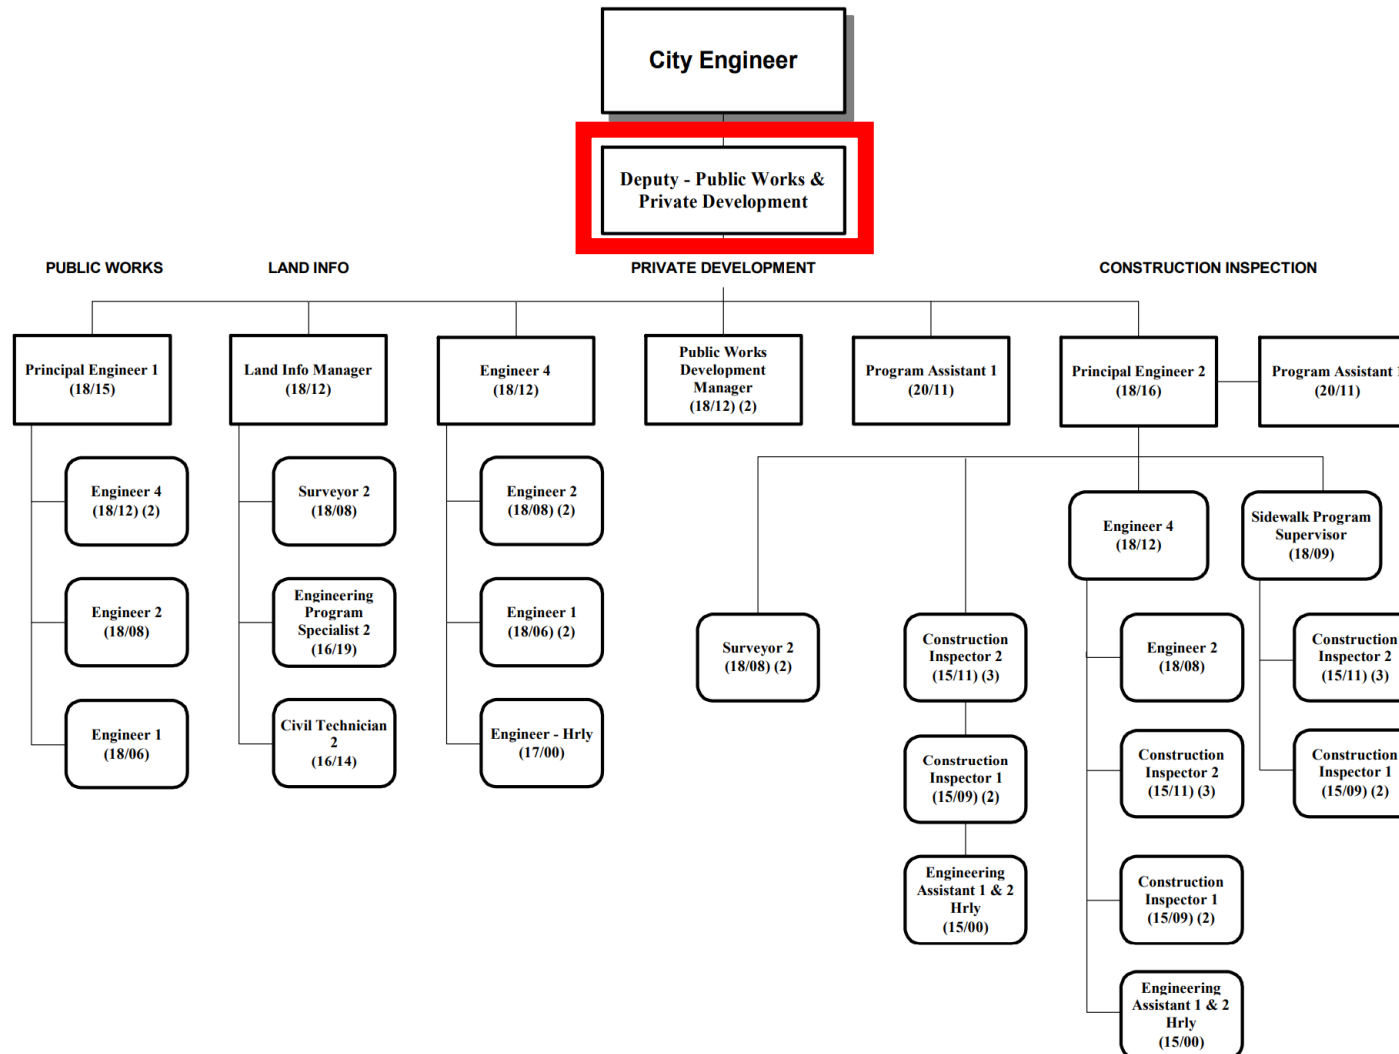 City Engineer
Deputy - Public Works &
Private Development
PUBLIC WORKS
LAND INFO
PRIVATE DEVELOPMENT
CONSTRUCTION INSPECTION
Principal Engineer 1
(18/15)
Land Info Manager
(18/12)
Engineer 4
(18/12)
Public Works
Development
Manager
(18/12) (2)
Program Assistant 1
(20/11)
Principal Engineer 2
(18/16)
Program Assistant 1
(20/11)
Engineer 4
(18/12) (2)
Engineer 2
(18/08)
Engineer 1
(18/06)
Surveyor 2
(18/08)
Engineering
Program
Specialist 2
(16/19)
Civil Technician
2
(16/14)
Engineer 2
(18/08) (2)
Engineer 1
(18/06) (2)
Engineer - Hrly
(17/00)
Surveyor 2
(18/08) (2)
Construction
Inspector 2
(15/11) (3)
Construction
Inspector 1
(15/09) (2)
Engineering
Assistant 1 & 2
Hrly
(15/00)
Engineer 4
(18/12)
Engineer 2
(18/08)
Construction
Inspector 2
(15/11) (3)
Construction
Inspector 1
(15/09) (2)
Engineering
Assistant 1 & 2
Hrly
(15/00)
Sidewalk Program
Supervisor
(18/09)
Construction
Inspector 2
(15/11) (3)
Construction
Inspector 1
(15/09) (2)